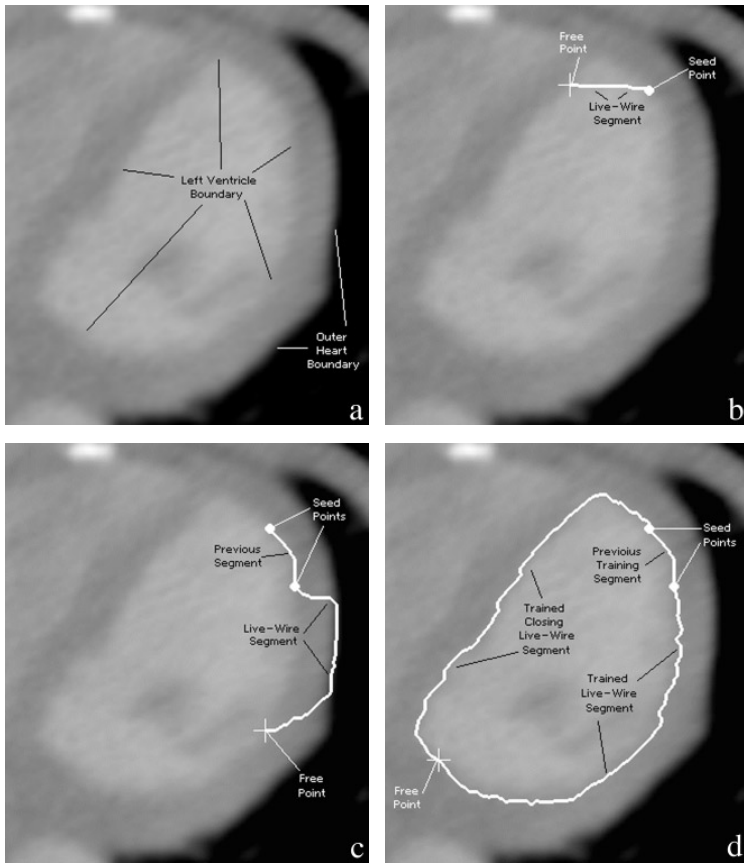 Left Ventricle
Boundary
Outer
Heart
Boundary
a
Free
Point
Seed
Point
Live-Wire
Segment
b
Seed
Points
Previous
Segment
Live-Wire
Segment
Free
Point
c
Seed
Points
Previoius
Training
Segment
Trained
Closing
Live-Wire
Segment
Trained
Live-Wire
Segment
Free
Point
d